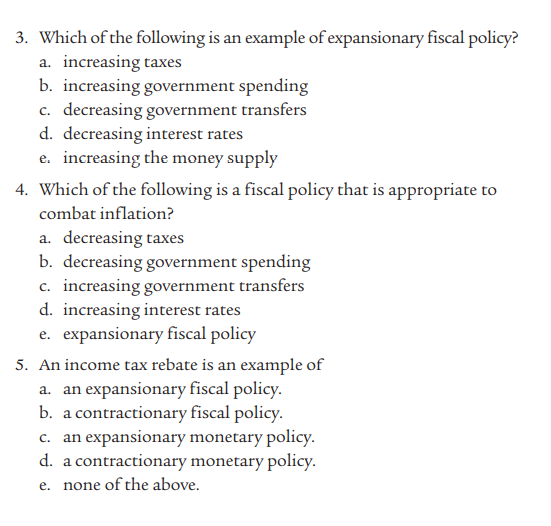 3. Which of the following is an example of expansionary fiscal policy?
a. increasing taxes
b. increasing government spending
c. decreasing government transfers
d. decreasing interest rates
e. increasing the money supply
4. Which of the following is a fiscal policy that is appropriate to
combat inflation?
a. decreasing taxes
b. decreasing government spending
c. increasing government transfers
d. increasing interest rates
e. expansionary fiscal policy
5. An income tax rebate is an example of
a. an expansionary fiscal policy.
b. a contractionary fiscal policy.
c. an expansionary monetary policy.
d. a contractionary monetary policy.
e. none of the above.